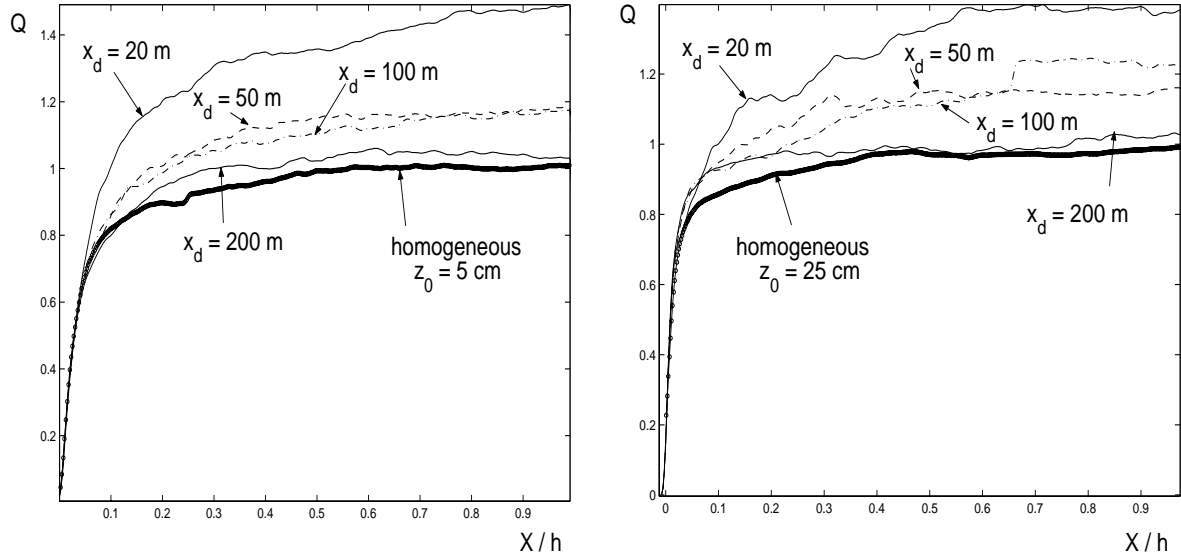 Q
1.4
1.2
1
0.8
0.6
0.4
0.2
x_d = 20 m
x_d = 50 m
x_d = 100 m
x_d = 200 m
homogeneous
z_0 = 5 cm
0.1 0.2 0.3 0.4 0.5 0.6 0.7 0.8 0.9
X / h
Q
1.2
1
0.8
0.6
0.4
0.2
0
x_d = 20 m
x_d = 50 m
x_d = 100 m
x_d = 200 m
homogeneous
z_0 = 25 cm
0 0.1 0.2 0.3 0.4 0.5 0.6 0.7 0.8 0.9
X / h